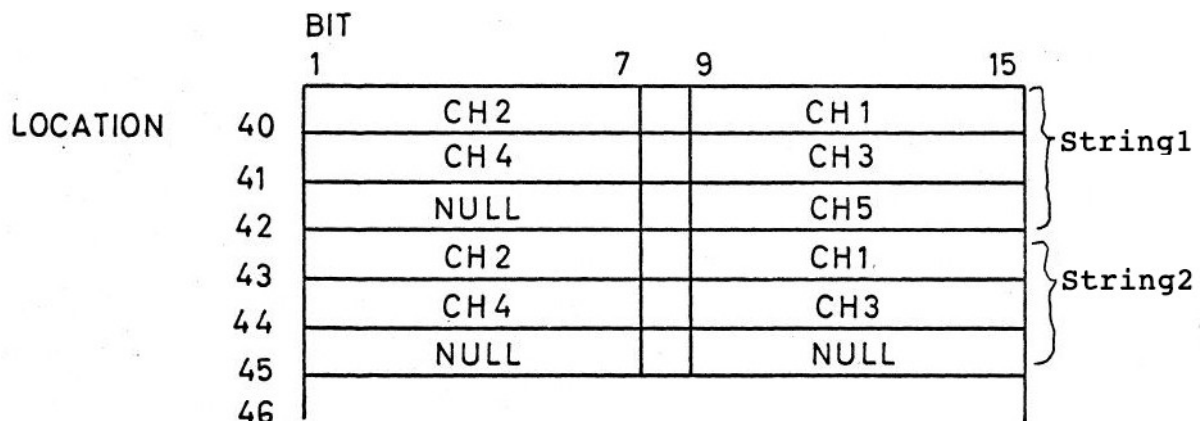 BIT
1 7 9 15
LOCATION 40 CH2 CH1 String1
41 CH4 CH3
42 NULL CH5
43 CH2 CH1 String2
44 CH4 CH3
45 NULL NULL
46